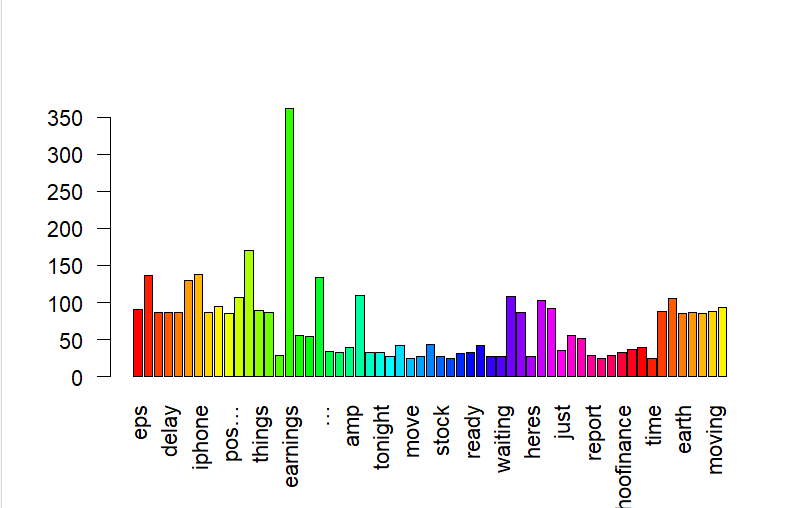 350
300
250
200
150
100
50
0
eps
delay
iphone
pos…
things
earnings
…
amp
tonight
move
stock
ready
waiting
heres
just
report
hoofinance
time
earth
moving